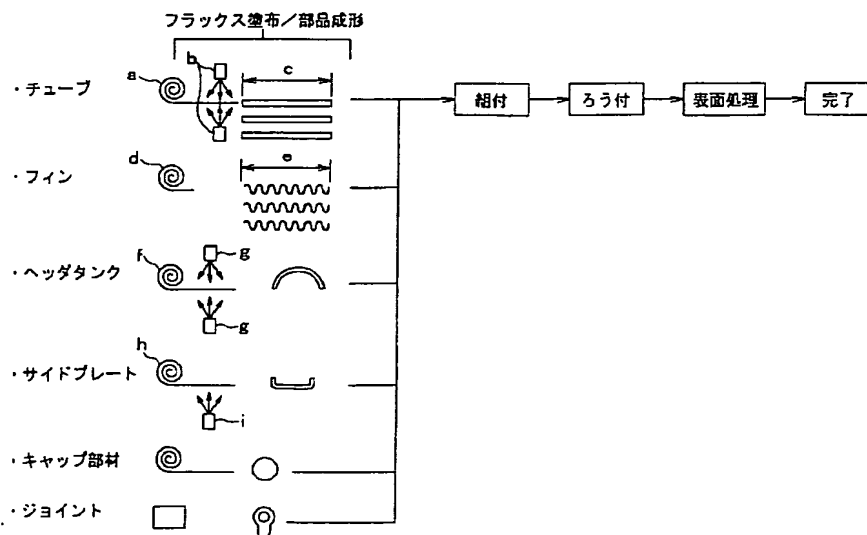 フラックス塗布／部品成形
・チューブ a b c
組付 ろう付 表面処理 完了
・フィン d e
・ヘッダタンク f g
g
・サイドプレート h
i
・キャップ部材
・ジョイント